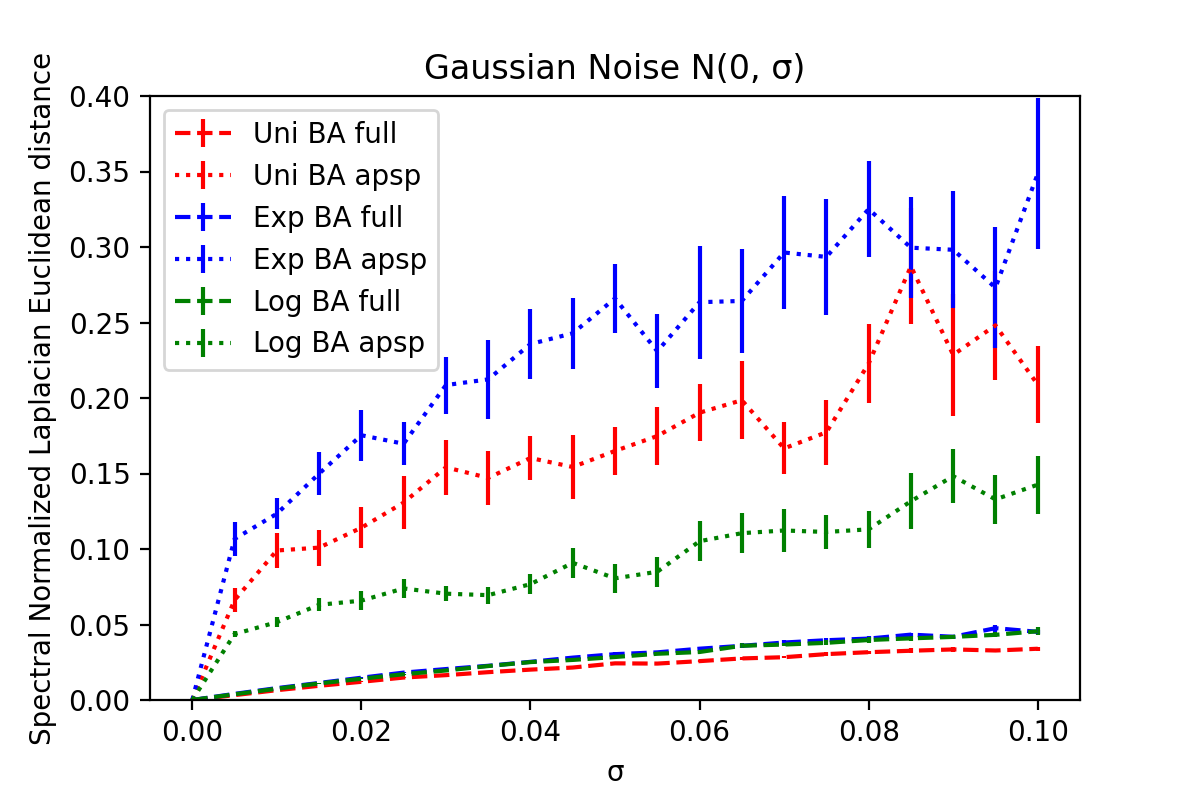 Gaussian Noise N(0, σ)
Spectral Normalized Laplacian Euclidean distance
0.40
0.35
0.30
0.25
0.20
0.15
0.10
0.05
0.00
Uni BA full
Uni BA apsp
Exp BA full
Exp BA apsp
Log BA full
Log BA apsp
0.00 0.02 0.04 0.06 0.08 0.10
σ